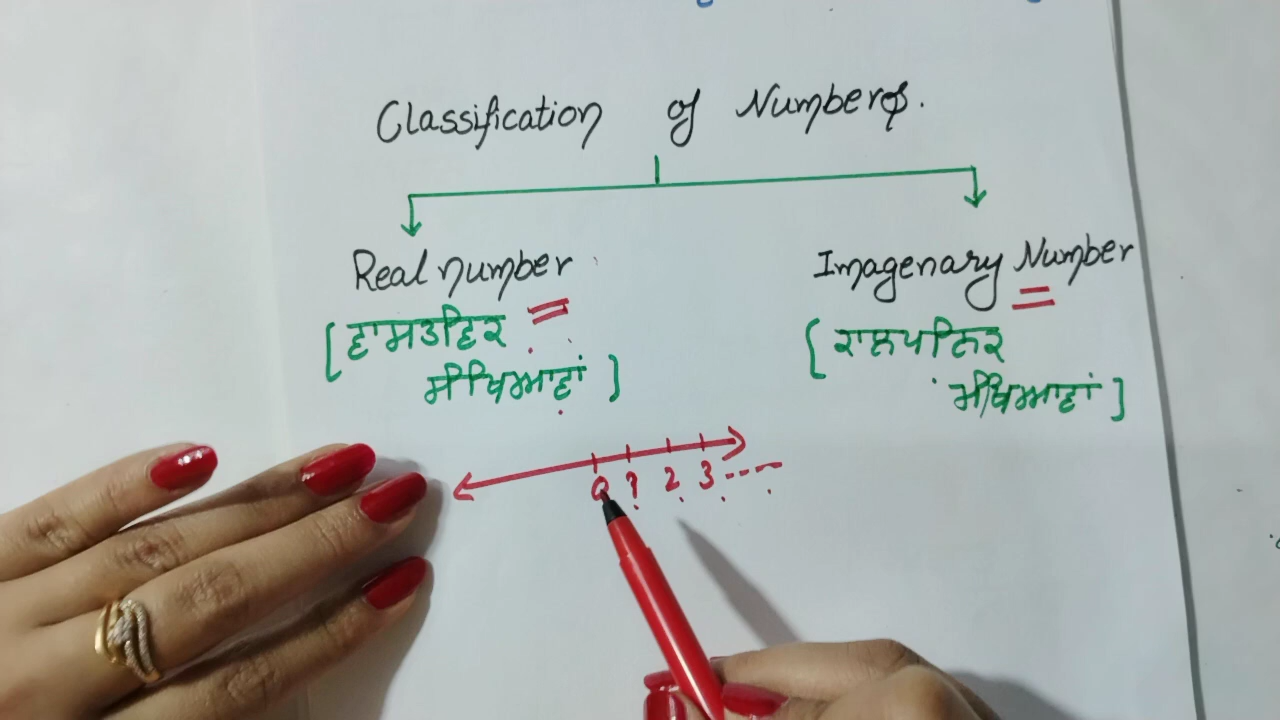 Classification of Numbers.
Real number
Imagenary Number
[ਵਾਸਤਵਿਕ
ਸੰਖਿਆਵਾਂ]
[ਕਾਲਪਨਿਕ
ਸੰਖਿਆਵਾਂ]
0 1 2 3 -----